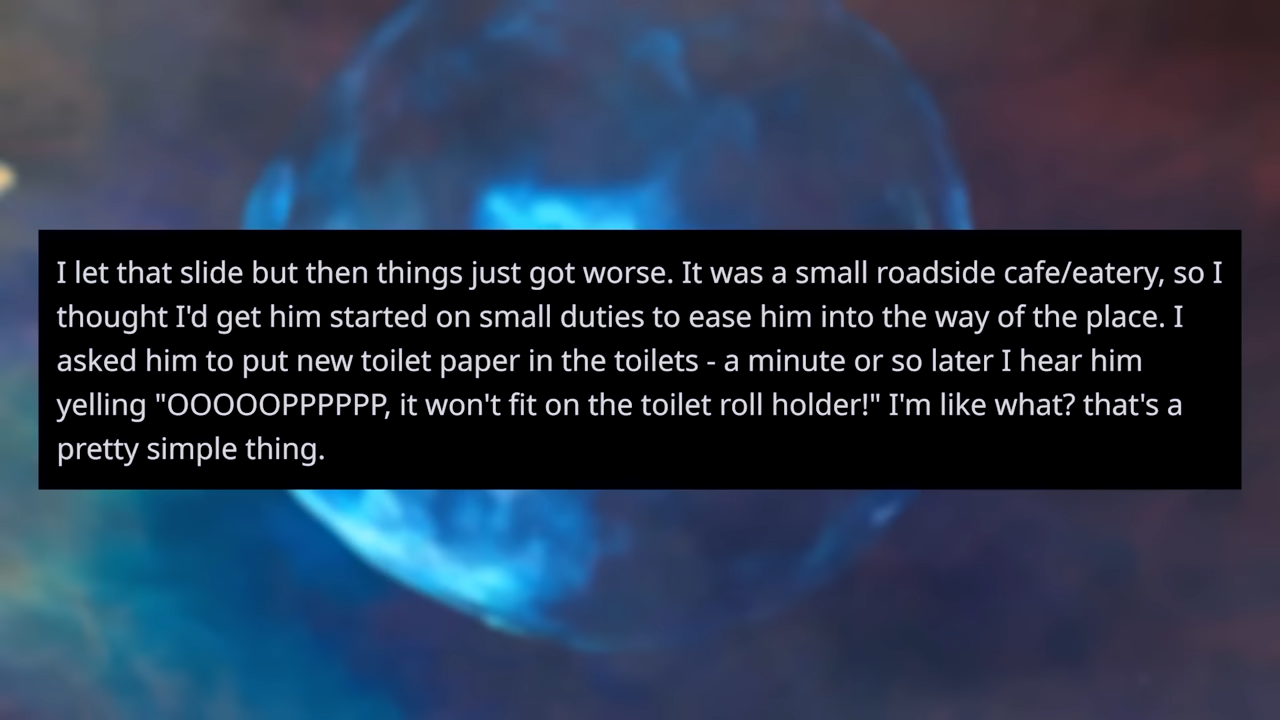 I let that slide but then things just got worse. It was a small roadside cafe/eatery, so I
thought I'd get him started on small duties to ease him into the way of the place. I
asked him to put new toilet paper in the toilets - a minute or so later I hear him
yelling "OOOOOPPPPPP, it won't fit on the toilet roll holder!" I'm like what? that's a
pretty simple thing.